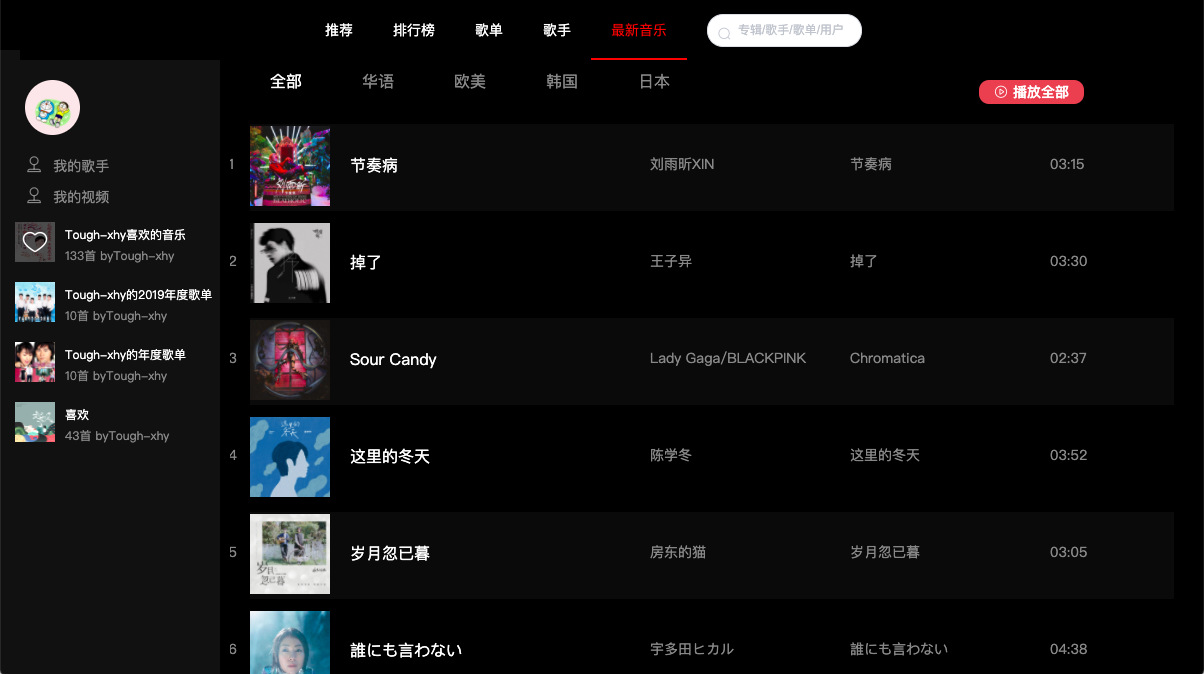 推荐 排行榜 歌单 歌手 最新音乐 专辑/歌手/歌单/用户
全部 华语 欧美 韩国 日本
播放全部
我的歌手
我的视频
Tough-xhy喜欢的音乐
133首 byTough-xhy
Tough-xhy的2019年度歌单
10首 byTough-xhy
Tough-xhy的年度歌单
10首 byTough-xhy
喜欢
43首 byTough-xhy
1 节奏病 刘雨昕XIN 节奏病 03:15
2 掉了 王子异 掉了 03:30
3 Sour Candy Lady Gaga/BLACKPINK Chromatica 02:37
4 这里的冬天 陈学冬 这里的冬天 03:52
5 岁月忽已暮 房东的猫 岁月忽已暮 03:05
岁月
忽已暮
6 誰にも言わない 宇多田ヒカル 誰にも言わない 04:38